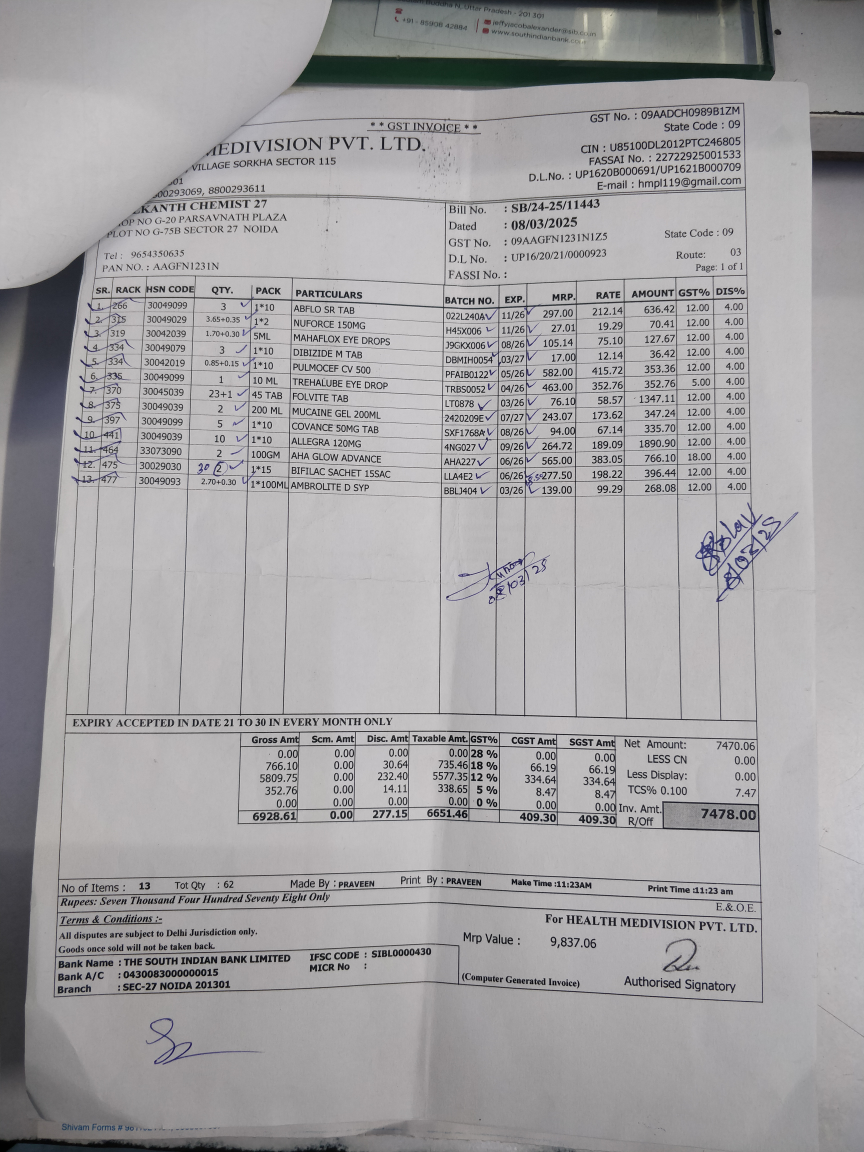 Buddha N, Utter Pradesh - 201 301
+91 - 85906 42884
jeffyjacobalexander@sib.co.in
www.southindianbank.com
* * GST INVOICE * *
GST No. : 09AADCH0989B1ZM
State Code : 09
MEDIVISION PVT. LTD.
CIN : U85100DL2012PTC246805
VILLAGE SORKHA SECTOR 115
FASSAI No. : 22722925001533
D.L.No. : UP1620B000691/UP1621B000709
E-mail : hmpl119@gmail.com
800293069, 8800293611
KANTH CHEMIST 27
OP NO G-20 PARSAVNATH PLAZA
PLOT NO G-75B SECTOR 27 NOIDA
Tel : 9654350635
PAN NO. : AAGFN1231N
Bill No. : SB/24-25/11443
Dated : 08/03/2025
GST No. : 09AAGFN1231N1Z5 State Code : 09
D.L No. : UP16/20/21/0000923 Route: 03
FASSI No. : Page: 1 of 1
SR. RACK HSN CODE QTY. PACK PARTICULARS BATCH NO. EXP. MRP. RATE AMOUNT GST% DIS%
1. 266 30049099 3 1*10 ABFLO SR TAB 022L240A 11/26 297.00 212.14 636.42 12.00 4.00
2. 315 30049029 3.65+0.35 1*2 NUFORCE 150MG H45X006 11/26 27.01 19.29 70.41 12.00 4.00
3. 319 30042039 1.70+0.30 5ML MAHAFLOX EYE DROPS J9GKX006 08/26 105.14 75.10 127.67 12.00 4.00
4. 334 30049079 3 1*10 DIBIZIDE M TAB DBMIH0054 03/27 17.00 12.14 36.42 12.00 4.00
5. 334 30042019 0.85+0.15 1*10 PULMOCEF CV 500 PFAIB0122 05/26 582.00 415.72 353.36 12.00 4.00
6. 336 30049099 1 10 ML TREHALUBE EYE DROP TRBS0052 04/26 463.00 352.76 352.76 5.00 4.00
7. 370 30045039 23+1 45 TAB FOLVITE TAB LT0878 03/26 76.10 58.57 1347.11 12.00 4.00
8. 375 30049039 2 200 ML MUCAINE GEL 200ML 2420209E 07/27 243.07 173.62 347.24 12.00 4.00
9. 397 30049099 5 1*10 COVANCE 50MG TAB SXF1768A 08/26 94.00 67.14 335.70 12.00 4.00
10. 441 30049039 10 1*10 ALLEGRA 120MG 4NG027 09/26 264.72 189.09 1890.90 12.00 4.00
11. 464 33073090 2 100GM AHA GLOW ADVANCE AHA227 06/26 565.00 383.05 766.10 18.00 4.00
12. 475 30029030 30 2 1*15 BIFILAC SACHET 15SAC LLA4E2 06/26 277.50 198.22 396.44 12.00 4.00
13. 477 30049093 2.70+0.30 1*100ML AMBROLITE D SYP BBLJ404 03/26 139.00 99.29 268.08 12.00 4.00
08/03/25
8/03/25
EXPIRY ACCEPTED IN DATE 21 TO 30 IN EVERY MONTH ONLY
Gross Amt Scm. Amt Disc. Amt Taxable Amt. GST% CGST Amt SGST Amt
0.00 0.00 0.00 0.00 28 % 0.00 0.00
766.10 0.00 30.64 735.46 18 % 66.19 66.19
5809.75 0.00 232.40 5577.35 12 % 334.64 334.64
352.76 0.00 14.11 338.65 5 % 8.47 8.47
0.00 0.00 0.00 0.00 0 % 0.00 0.00
6928.61 0.00 277.15 6651.46 409.30 409.30
Net Amount: 7470.06
LESS CN 0.00
Less Display: 0.00
TCS% 0.100 7.47
Inv. Amt. R/Off 7478.00
No of Items : 13 Tot Qty : 62 Made By : PRAVEEN Print By : PRAVEEN Make Time :11:23AM Print Time :11:23 am
Rupees: Seven Thousand Four Hundred Seventy Eight Only
E.& O.E.
Terms & Conditions :-
All disputes are subject to Delhi Jurisdiction only.
Goods once sold will not be taken back.
For HEALTH MEDIVISION PVT. LTD.
Mrp Value : 9,837.06
Bank Name : THE SOUTH INDIAN BANK LIMITED IFSC CODE : SIBL0000430
Bank A/C : 0430083000000015 MICR No :
Branch : SEC-27 NOIDA 201301
(Computer Generated Invoice)
Authorised Signatory
Shivam Forms #